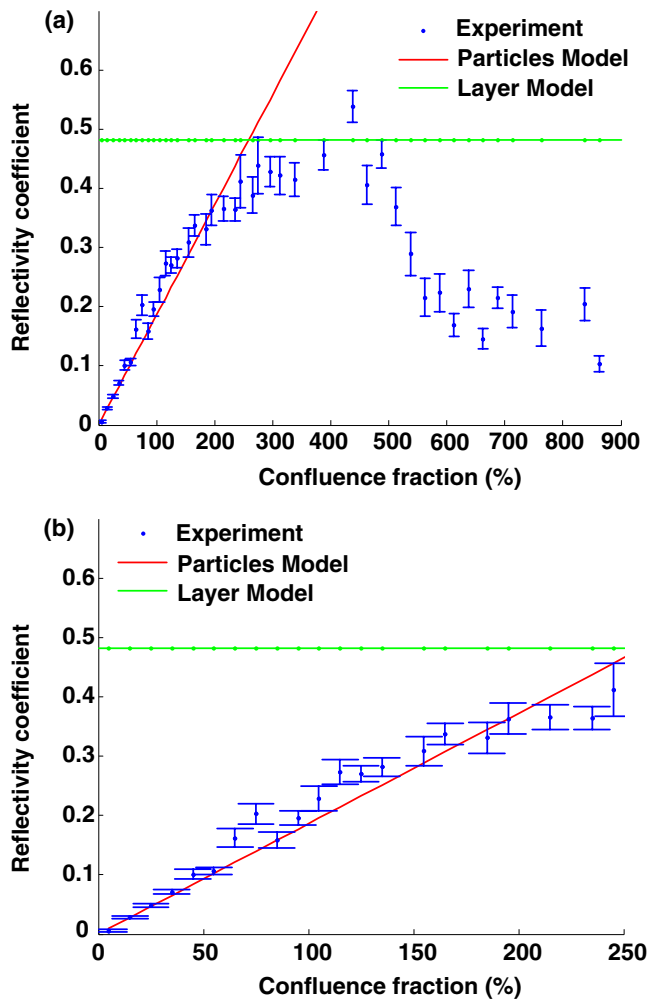 (a)
Experiment
Particles Model
Layer Model
Reflectivity coefficient
0.6
0.5
0.4
0.3
0.2
0.1
0
0 100 200 300 400 500 600 700 800 900
Confluence fraction (%)
(b)
Experiment
Particles Model
Layer Model
Reflectivity coefficient
0.6
0.5
0.4
0.3
0.2
0.1
0
0 50 100 150 200 250
Confluence fraction (%)